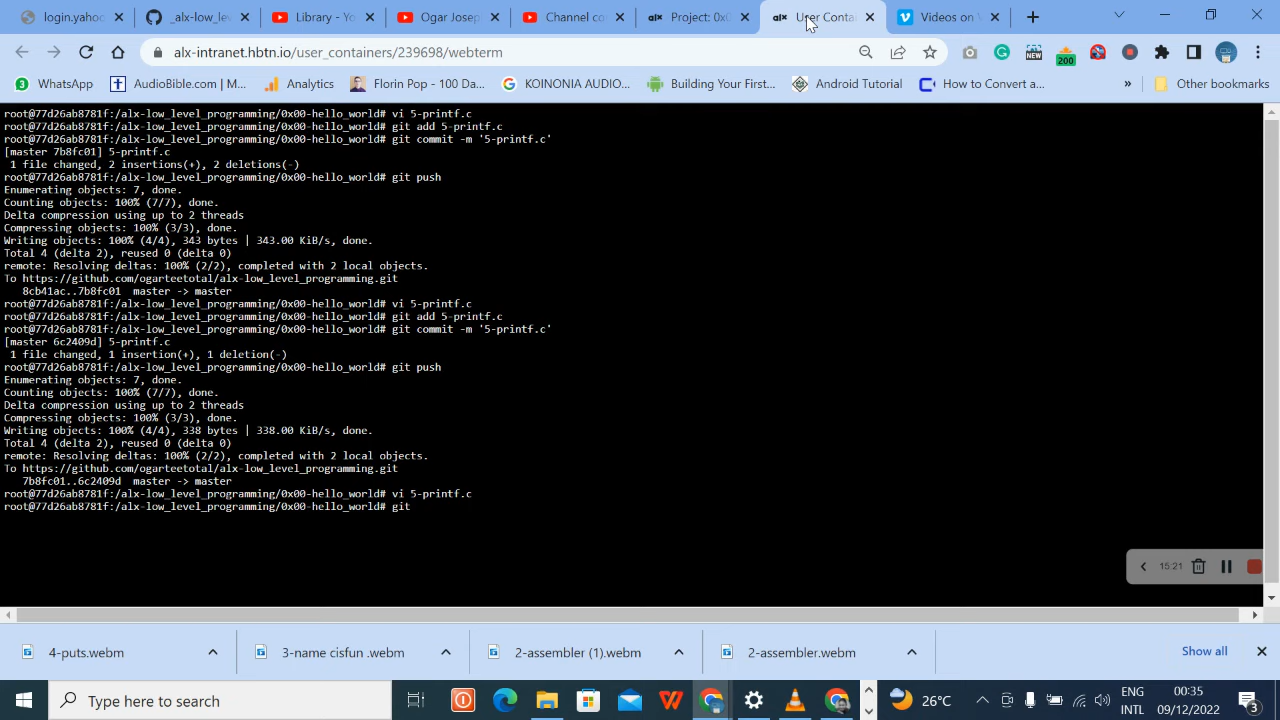 login.yahoo
_alx-low_lev
Library - Yo
Ogar Josep
Channel co
alx Project: 0x0
alx User Contai
Videos on V
alx-intranet.hbtn.io/user_containers/239698/webterm
NEW
200
WhatsApp
AudioBible.com | M...
Analytics
Florin Pop - 100 Da...
KOINONIA AUDIO...
Building Your First...
Android Tutorial
How to Convert a...
»
Other bookmarks
root@77d26ab8781f:/alx-low_level_programming/0x00-hello_world# vi 5-printf.c
root@77d26ab8781f:/alx-low_level_programming/0x00-hello_world# git add 5-printf.c
root@77d26ab8781f:/alx-low_level_programming/0x00-hello_world# git commit -m '5-printf.c'
[master 7b8fc01] 5-printf.c
1 file changed, 2 insertions(+), 2 deletions(-)
root@77d26ab8781f:/alx-low_level_programming/0x00-hello_world# git push
Enumerating objects: 7, done.
Counting objects: 100% (7/7), done.
Delta compression using up to 2 threads
Compressing objects: 100% (3/3), done.
Writing objects: 100% (4/4), 343 bytes | 343.00 KiB/s, done.
Total 4 (delta 2), reused 0 (delta 0)
remote: Resolving deltas: 100% (2/2), completed with 2 local objects.
To https://github.com/ogarteetotal/alx-low_level_programming.git
8cb41ac..7b8fc01  master -> master
root@77d26ab8781f:/alx-low_level_programming/0x00-hello_world# vi 5-printf.c
root@77d26ab8781f:/alx-low_level_programming/0x00-hello_world# git add 5-printf.c
root@77d26ab8781f:/alx-low_level_programming/0x00-hello_world# git commit -m '5-printf.c'
[master 6c2409d] 5-printf.c
1 file changed, 1 insertion(+), 1 deletion(-)
root@77d26ab8781f:/alx-low_level_programming/0x00-hello_world# git push
Enumerating objects: 7, done.
Counting objects: 100% (7/7), done.
Delta compression using up to 2 threads
Compressing objects: 100% (3/3), done.
Writing objects: 100% (4/4), 338 bytes | 338.00 KiB/s, done.
Total 4 (delta 2), reused 0 (delta 0)
remote: Resolving deltas: 100% (2/2), completed with 2 local objects.
To https://github.com/ogarteetotal/alx-low_level_programming.git
7b8fc01..6c2409d  master -> master
root@77d26ab8781f:/alx-low_level_programming/0x00-hello_world# vi 5-printf.c
root@77d26ab8781f:/alx-low_level_programming/0x00-hello_world# git
15:21
4-puts.webm
3-name cisfun .webm
2-assembler (1).webm
2-assembler.webm
Show all
Type here to search
26°C
ENG
INTL
00:35
09/12/2022
3